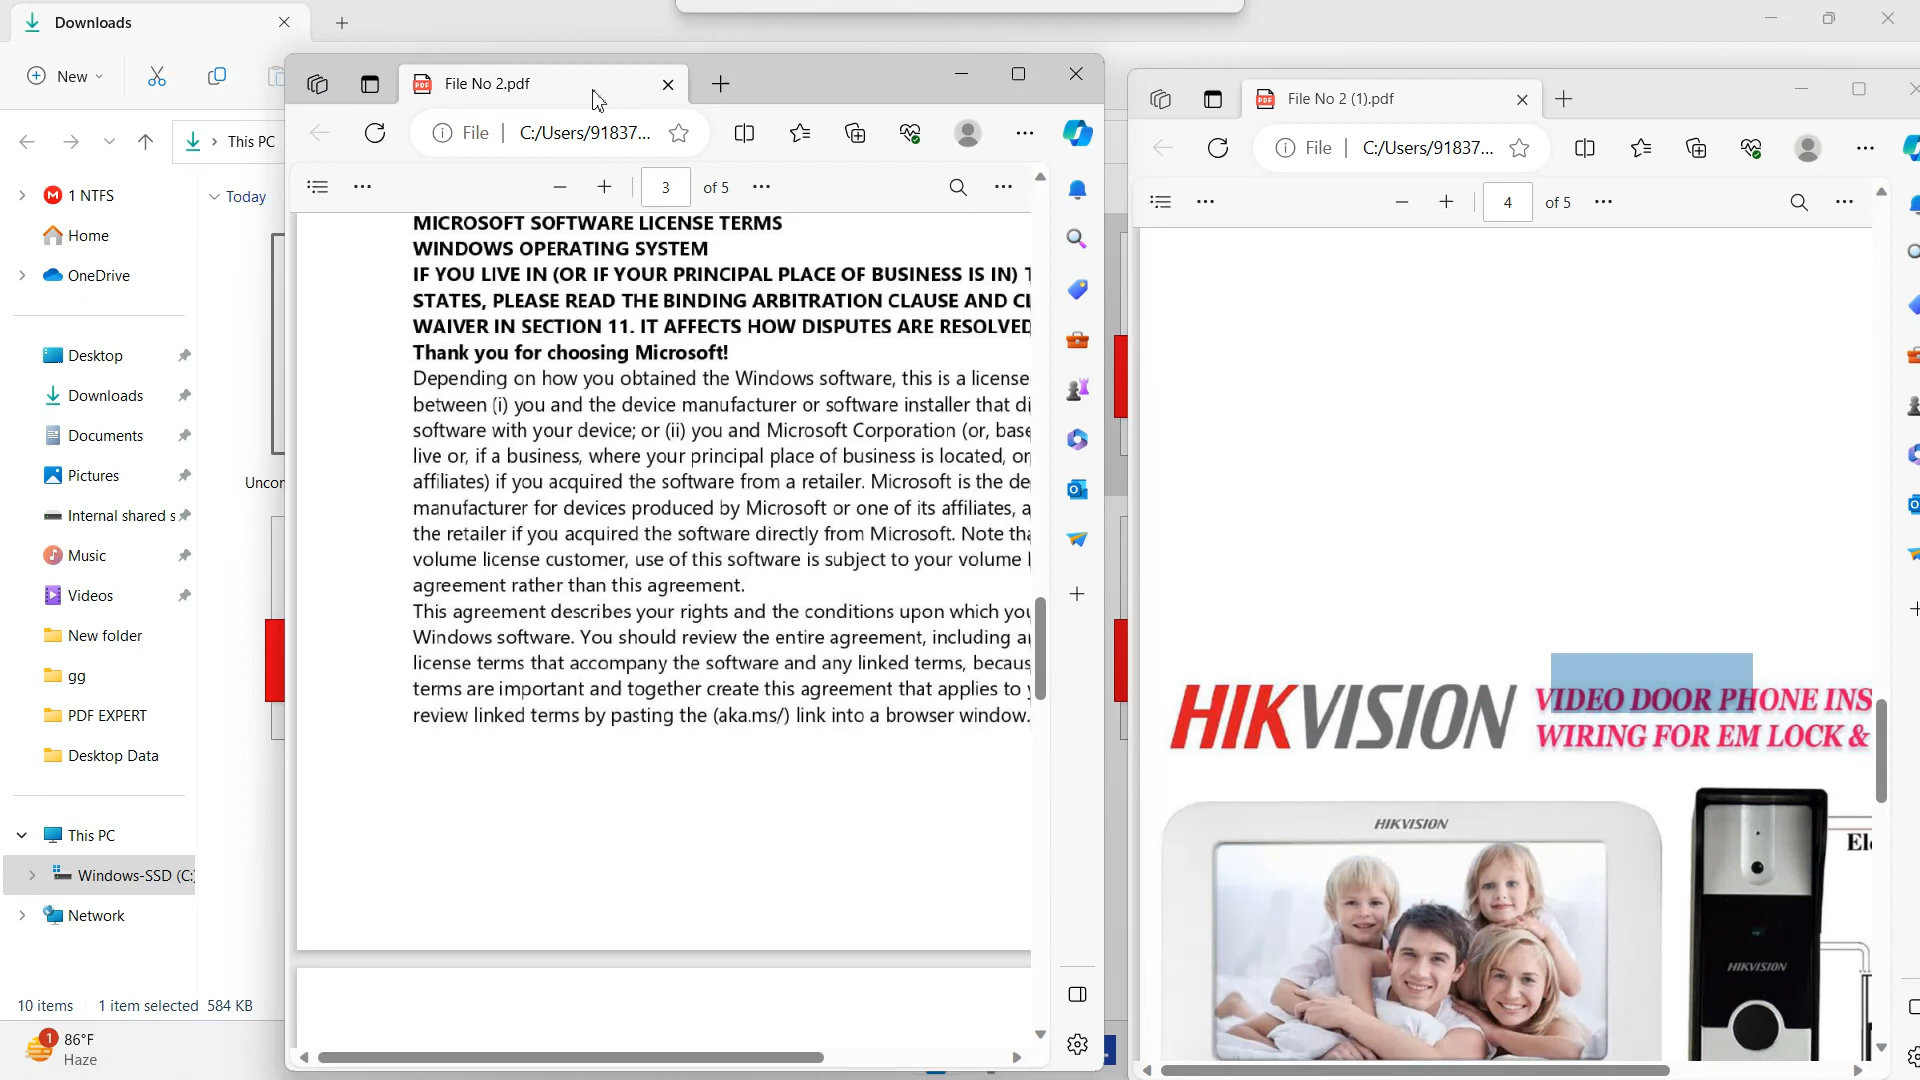 Downloads
New
This PC
1 NTFS
Home
OneDrive
Desktop
Downloads
Documents
Pictures
Internal shared s
Music
Videos
New folder
gg
PDF EXPERT
Desktop Data
This PC
Windows-SSD (C:)
Network
Today
Uncon
10 items 1 item selected 584 KB
1
86°F
Haze
PDF
File No 2.pdf
File C:/Users/91837...
3 of 5
MICROSOFT SOFTWARE LICENSE TERMS
WINDOWS OPERATING SYSTEM
IF YOU LIVE IN (OR IF YOUR PRINCIPAL PLACE OF BUSINESS IS IN)
STATES, PLEASE READ THE BINDING ARBITRATION CLAUSE AND CL
WAIVER IN SECTION 11. IT AFFECTS HOW DISPUTES ARE RESOLVED
Thank you for choosing Microsoft!
Depending on how you obtained the Windows software, this is a license
between (i) you and the device manufacturer or software installer that di
software with your device; or (ii) you and Microsoft Corporation (or, base
live or, if a business, where your principal place of business is located, or
affiliates) if you acquired the software from a retailer. Microsoft is the de
manufacturer for devices produced by Microsoft or one of its affiliates, a
the retailer if you acquired the software directly from Microsoft. Note tha
volume license customer, use of this software is subject to your volume l
agreement rather than this agreement.
This agreement describes your rights and the conditions upon which you
Windows software. You should review the entire agreement, including a
license terms that accompany the software and any linked terms, becaus
terms are important and together create this agreement that applies to y
review linked terms by pasting the (aka.ms/) link into a browser window.
PDF
File No 2 (1).pdf
File C:/Users/91837...
4 of 5
HIKVISION
VIDEO DOOR PHONE INS
WIRING FOR EM LOCK &
HIKVISION
Ele
HIKVISION